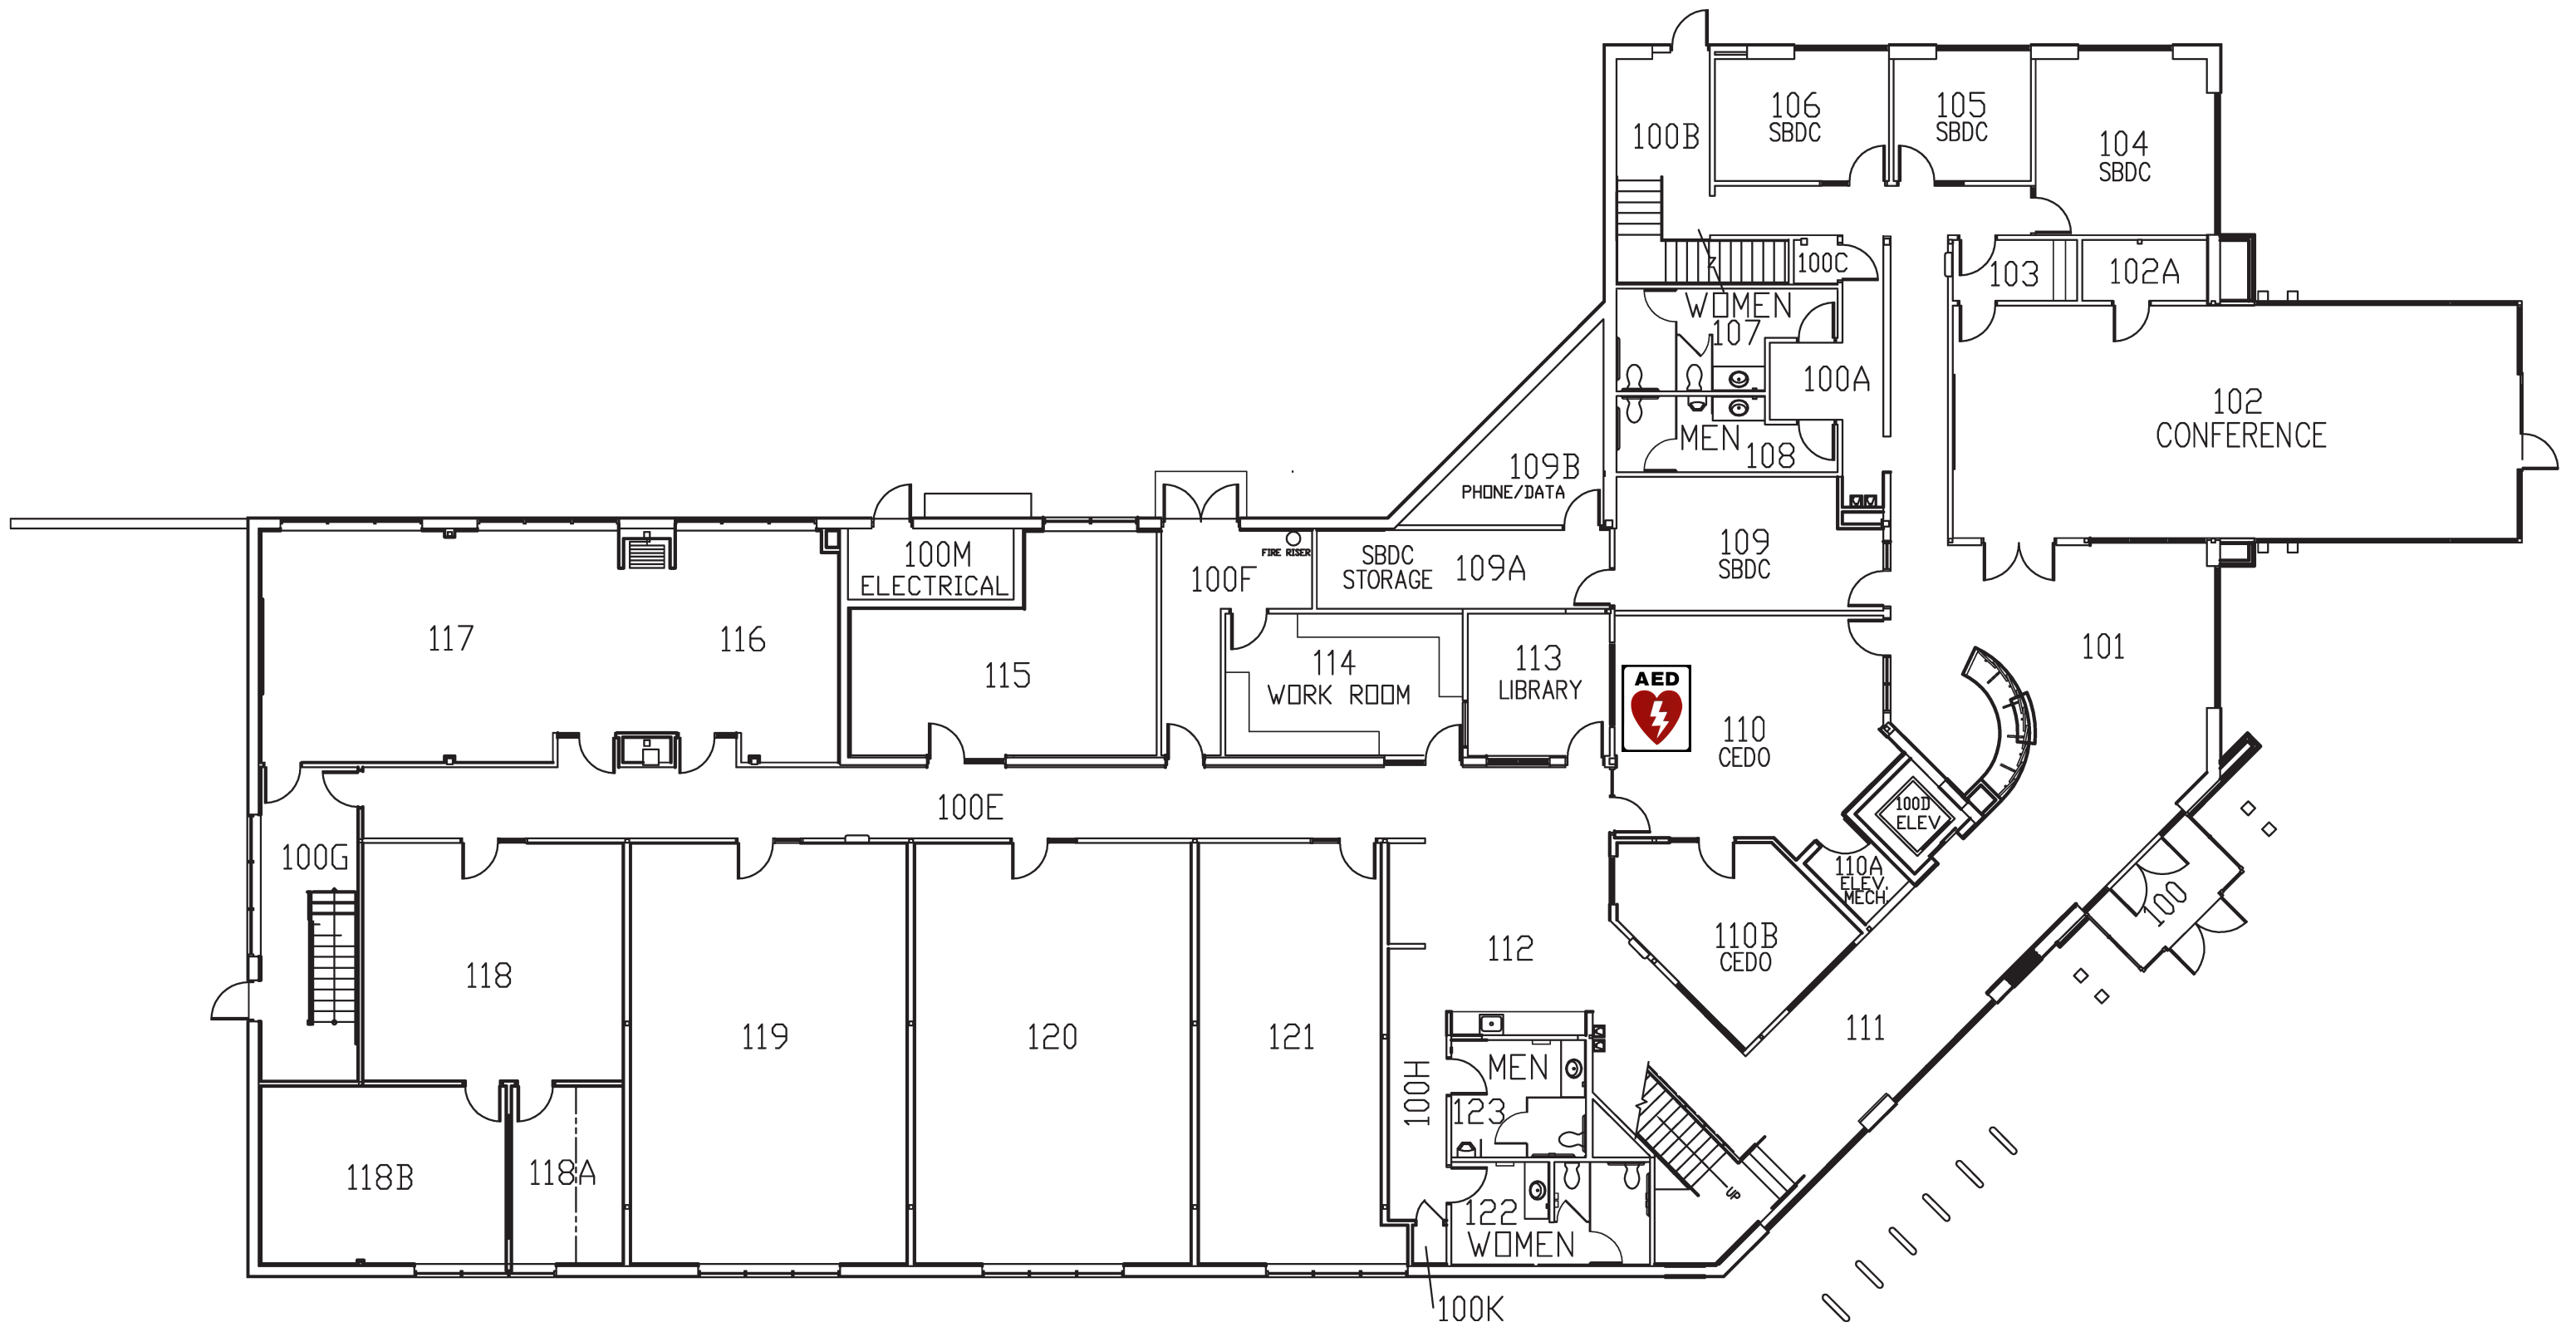 106
SBDC
105
SBDC
104
SBDC
100B
100C
103
102A
WOMEN
107
100A
102
CONFERENCE
MEN
108
109B
PHONE/DATA
FIRE RISER
100M
ELECTRICAL
100F
SBDC
STORAGE
109A
109
SBDC
117
116
115
114
WORK ROOM
113
LIBRARY
AED
110
CEDO
101
100E
100D
ELEV
100G
110A
ELEV.
MECH.
100
110B
CEDO
112
118
119
120
121
111
100H
MEN
123
118B
118A
UP
122
WOMEN
100K